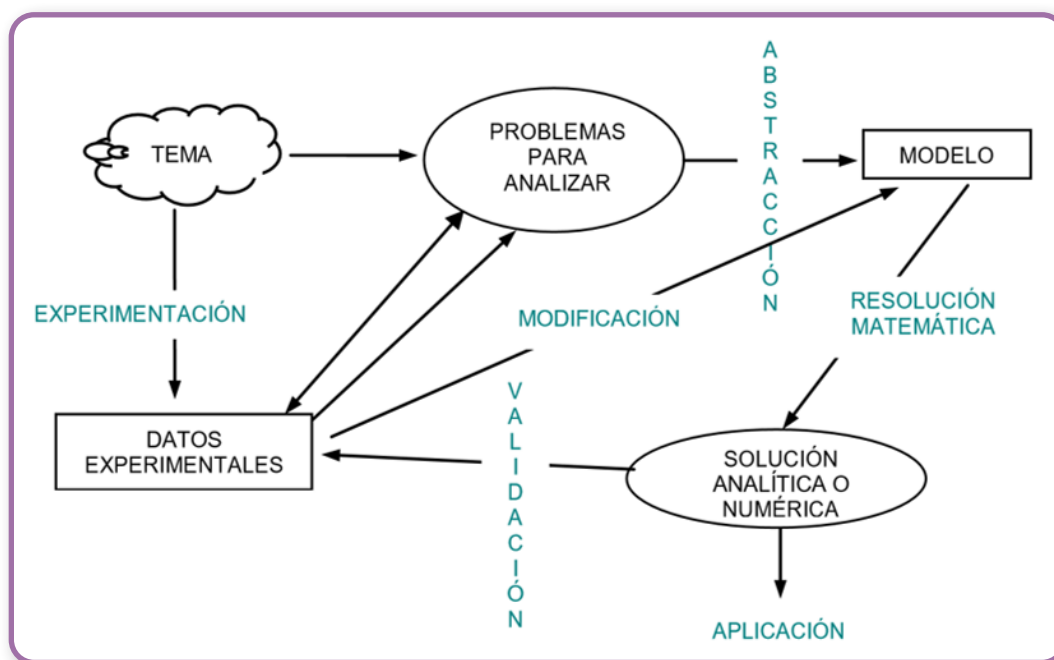 TEMA
PROBLEMAS
PARA
ANALIZAR
ABSTRACCIÓN
MODELO
EXPERIMENTACIÓN
MODIFICACIÓN
RESOLUCIÓN
MATEMÁTICA
DATOS
EXPERIMENTALES
VALIDACIÓN
SOLUCIÓN
ANALÍTICA O
NUMÉRICA
APLICACIÓN